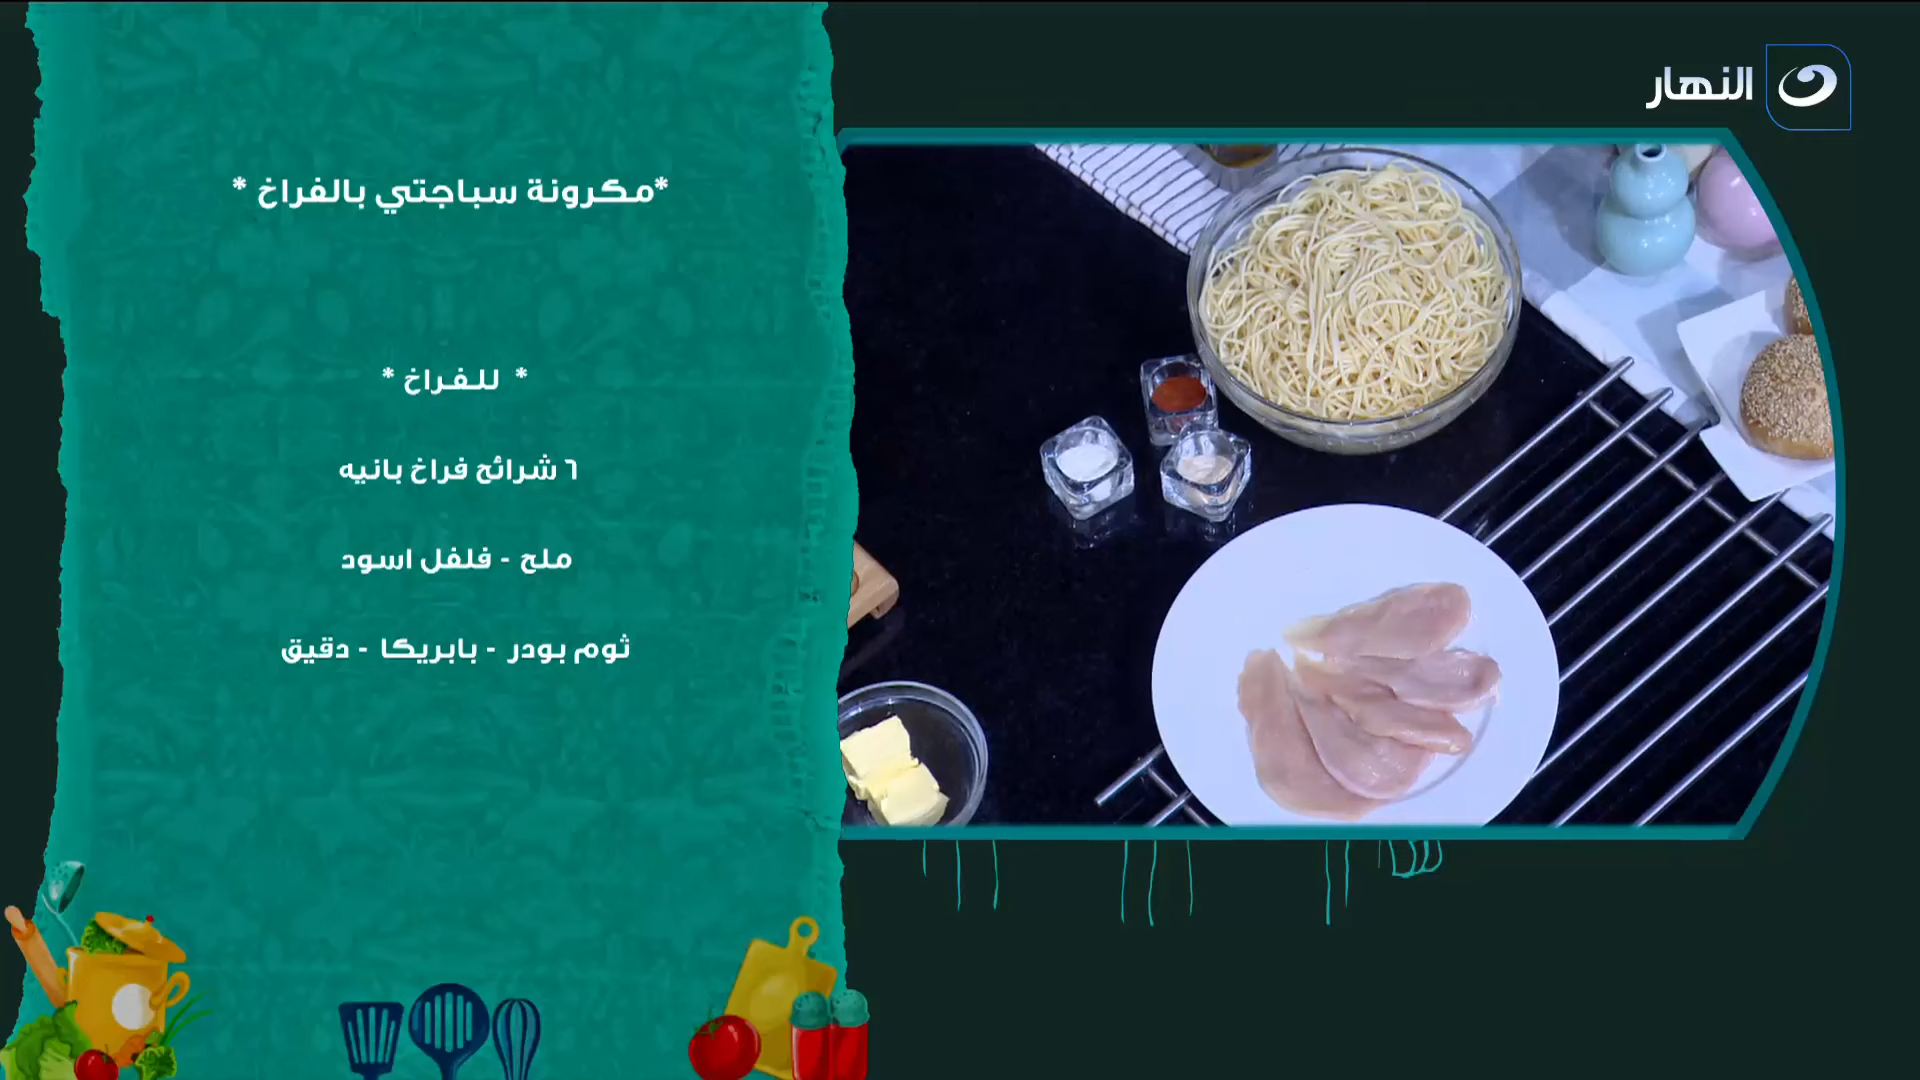 النهار
*مكرونة سباجتي بالفراخ *
* للفراخ *
٦ شرائح فراخ بانيه
ملح - فلفل اسود
ثوم بودر - بابريكا - دقيق